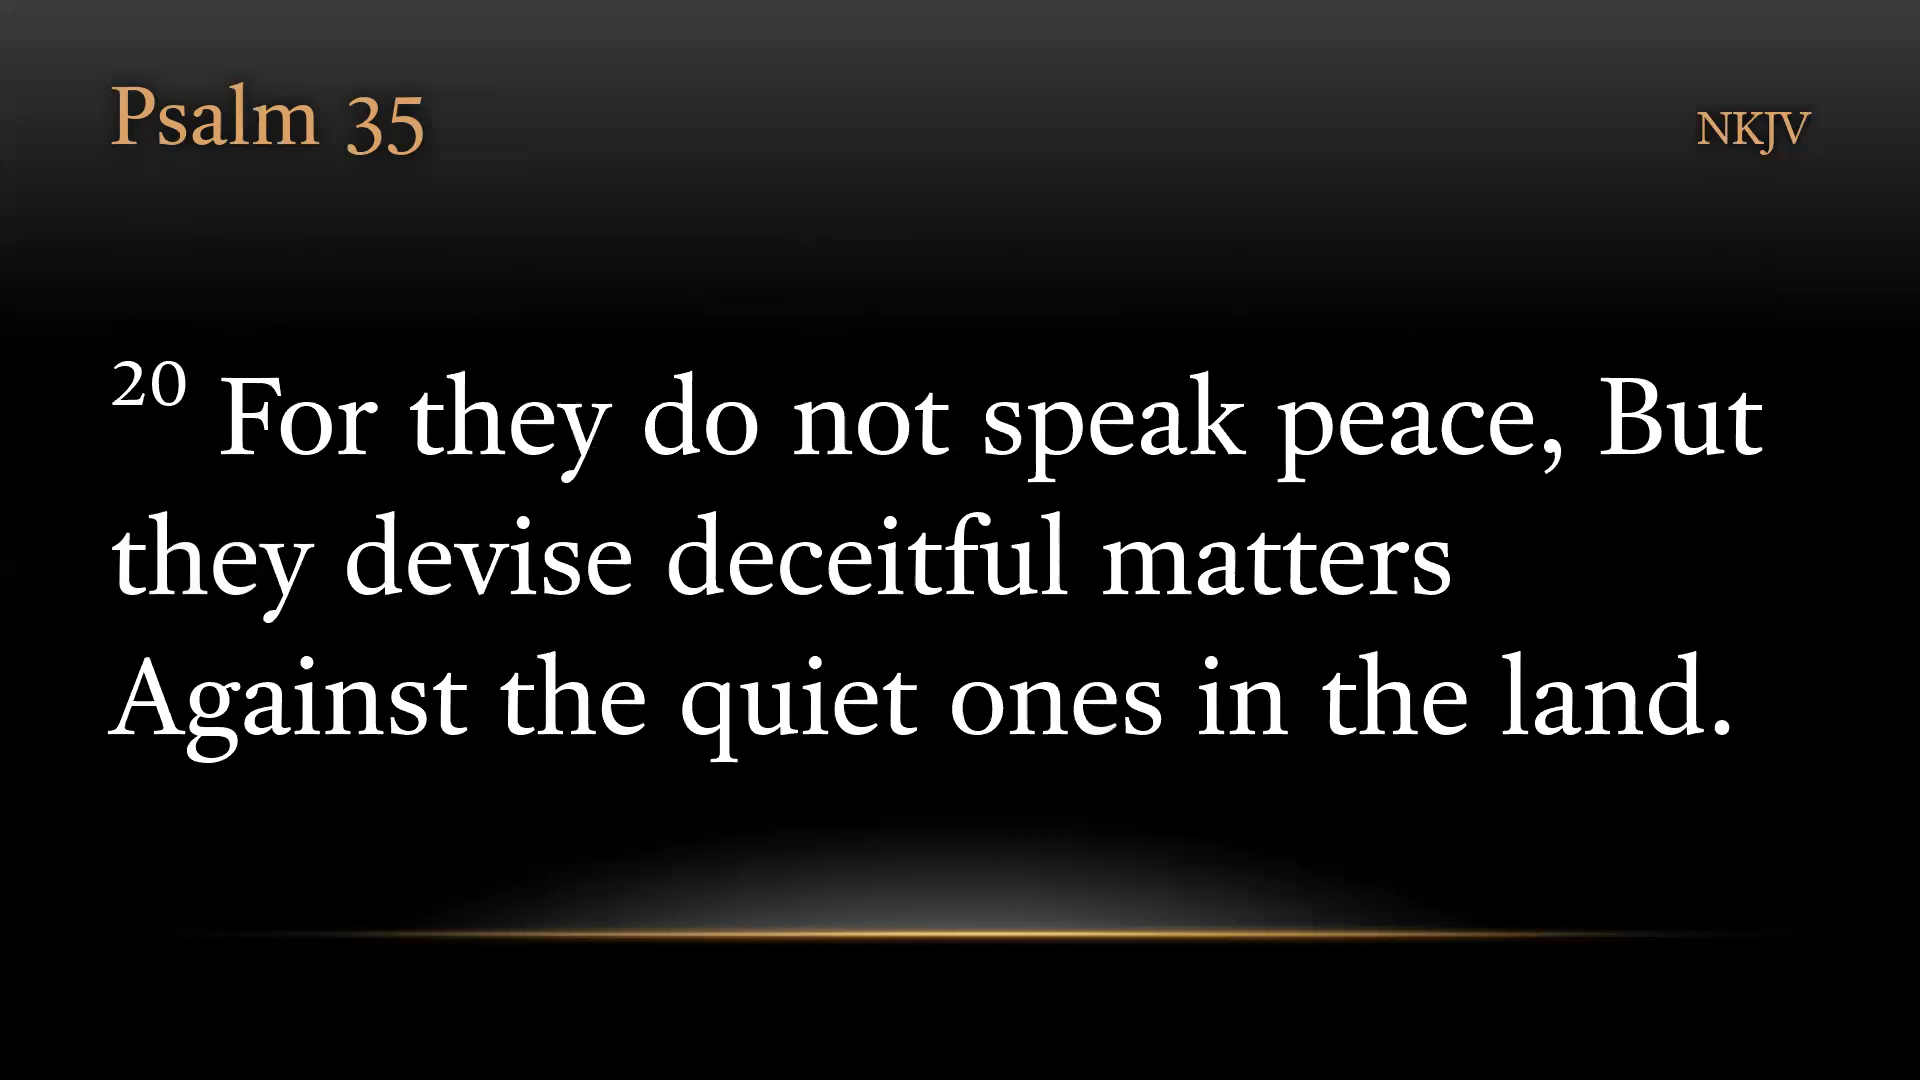 Psalm 35
NKJV
20 For they do not speak peace, But
they devise deceitful matters
Against the quiet ones in the land.